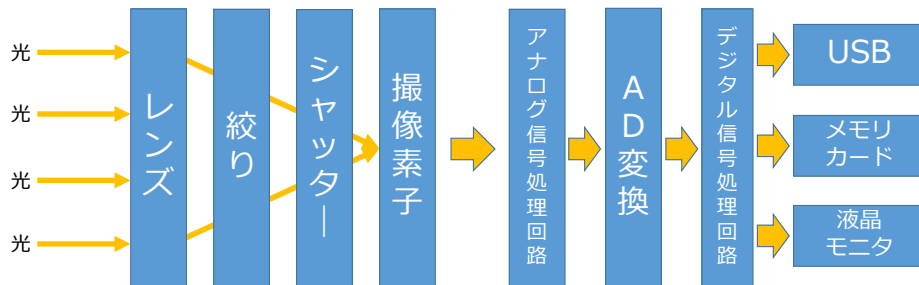 光
光
光
光
レンズ
絞り
シャッター
撮像素子
アナログ信号処理回路
AD変換
デジタル信号処理回路
USB
メモリ
カード
液晶
モニタ